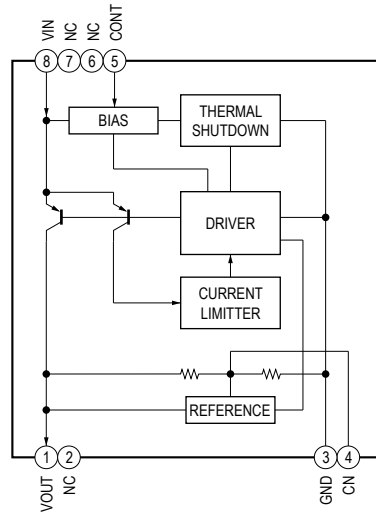 VIN
NC
NC
CONT
8
7
6
5
BIAS
THERMAL
SHUTDOWN
DRIVER
CURRENT
LIMITTER
REFERENCE
1
2
3
4
VOUT
NC
GND
CN